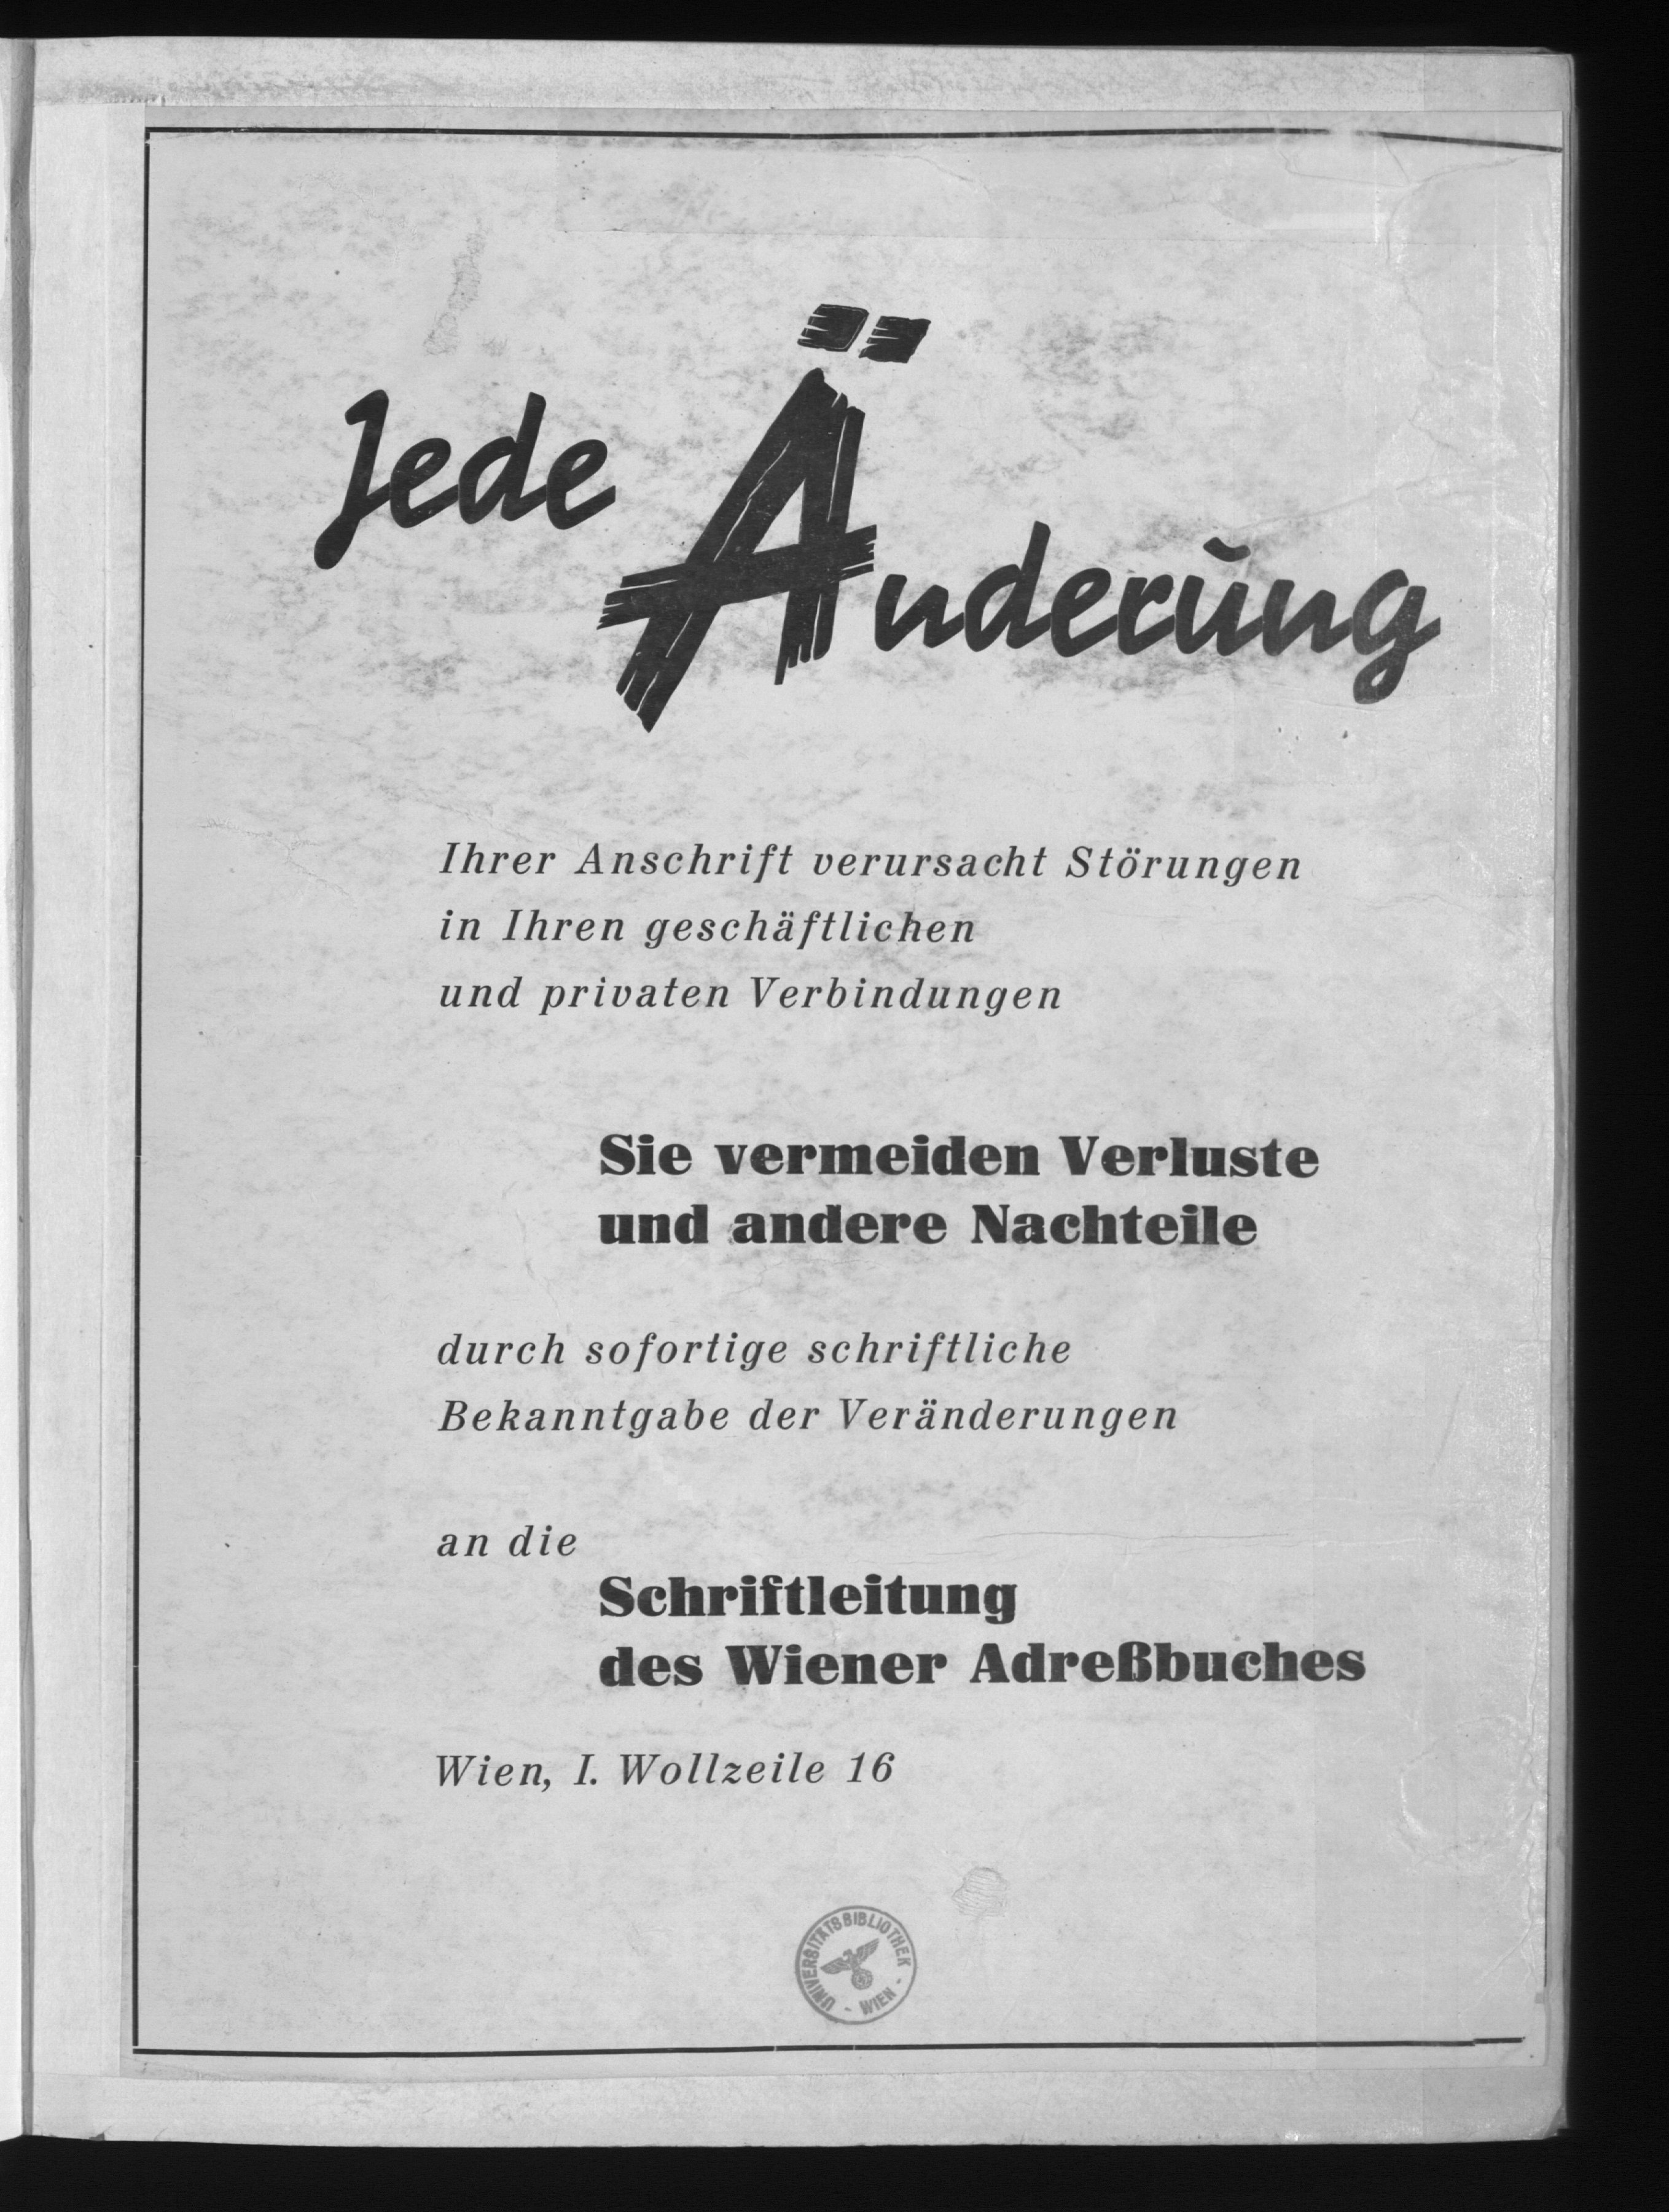 Jede Änderung
Ihrer Anschrift verursacht Störungen
in Ihren geschäftlichen
und privaten Verbindungen
Sie vermeiden Verluste
und andere Nachteile
durch sofortige schriftliche
Bekanntgabe der Veränderungen
an die
Schriftleitung
des Wiener Adreßbuches
Wien, I. Wollzeile 16
UNIVERSITÄTSBIBLIOTHEK
- WIEN -